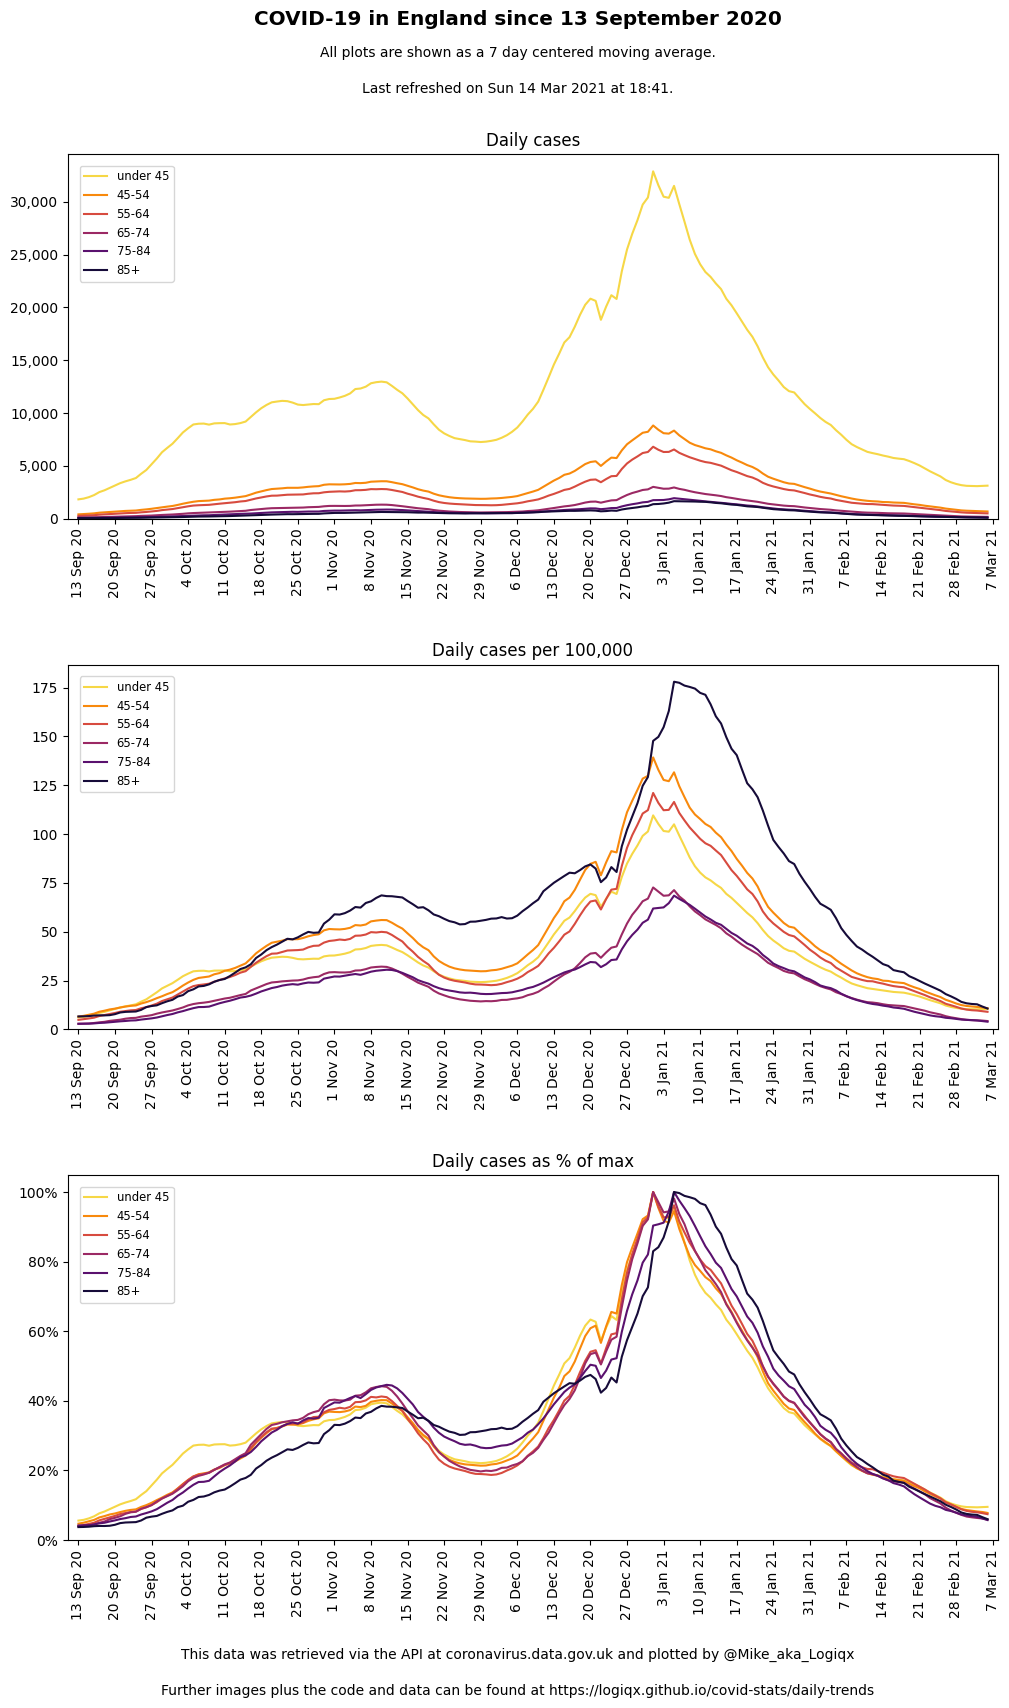 COVID-19 in England since 13 September 2020
All plots are shown as a 7 day centered moving average.
Last refreshed on Sun 14 Mar 2021 at 18:41.
Daily cases
under 45
45-54
55-64
65-74
75-84
85+
30,000
25,000
20,000
15,000
10,000
5,000
0
13 Sep 20
20 Sep 20
27 Sep 20
4 Oct 20
11 Oct 20
18 Oct 20
25 Oct 20
1 Nov 20
8 Nov 20
15 Nov 20
22 Nov 20
29 Nov 20
6 Dec 20
13 Dec 20
20 Dec 20
27 Dec 20
3 Jan 21
10 Jan 21
17 Jan 21
24 Jan 21
31 Jan 21
7 Feb 21
14 Feb 21
21 Feb 21
28 Feb 21
7 Mar 21
Daily cases per 100,000
under 45
45-54
55-64
65-74
75-84
85+
175
150
125
100
75
50
25
0
13 Sep 20
20 Sep 20
27 Sep 20
4 Oct 20
11 Oct 20
18 Oct 20
25 Oct 20
1 Nov 20
8 Nov 20
15 Nov 20
22 Nov 20
29 Nov 20
6 Dec 20
13 Dec 20
20 Dec 20
27 Dec 20
3 Jan 21
10 Jan 21
17 Jan 21
24 Jan 21
31 Jan 21
7 Feb 21
14 Feb 21
21 Feb 21
28 Feb 21
7 Mar 21
Daily cases as % of max
under 45
45-54
55-64
65-74
75-84
85+
100%
80%
60%
40%
20%
0%
13 Sep 20
20 Sep 20
27 Sep 20
4 Oct 20
11 Oct 20
18 Oct 20
25 Oct 20
1 Nov 20
8 Nov 20
15 Nov 20
22 Nov 20
29 Nov 20
6 Dec 20
13 Dec 20
20 Dec 20
27 Dec 20
3 Jan 21
10 Jan 21
17 Jan 21
24 Jan 21
31 Jan 21
7 Feb 21
14 Feb 21
21 Feb 21
28 Feb 21
7 Mar 21
This data was retrieved via the API at coronavirus.data.gov.uk and plotted by @Mike_aka_Logiqx
Further images plus the code and data can be found at https://logiqx.github.io/covid-stats/daily-trends